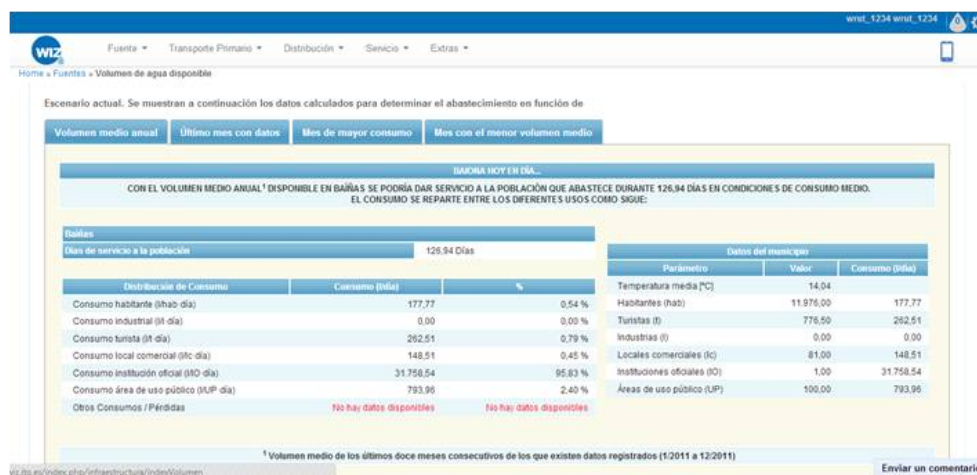 wrut_1234 wrut_1234
WIZ
Fuente Transporte Primario Distribución Servicio Extras
Home » Fuentes » Volumen de agua disponible
Escenario actual. Se muestran a continuación los datos calculados para determinar el abastecimiento en función de
Volumen medio anual Último mes con datos Mes de mayor consumo Mes con el menor volumen medio
BAIONA HOY EN DÍA...
CON EL VOLUMEN MEDIO ANUAL¹ DISPONIBLE EN BAÍÑAS SE PODRÍA DAR SERVICIO A LA POBLACIÓN QUE ABASTECE DURANTE 126,94 DÍAS EN CONDICIONES DE CONSUMO MEDIO.
EL CONSUMO SE REPARTE ENTRE LOS DIFERENTES USOS COMO SIGUE:
Baíñas
Días de servicio a la población 126,94 Días
Distribución de Consumo Consumo (l/día) %
Consumo habitante (l/hab día) 177,77 0,54 %
Consumo industrial (l/I día) 0,00 0,00 %
Consumo turista (l/t día) 262,51 0,79 %
Consumo local comercial (l/lc día) 148,51 0,45 %
Consumo institución oficial (l/IO día) 31.758,54 95,83 %
Consumo área de uso público (l/UP día) 793,96 2,40 %
Otros Consumos / Pérdidas No hay datos disponibles No hay datos disponibles
Datos del municipio
Parámetro Valor Consumo (l/día)
Temperatura media [ºC] 14,04
Habitantes (hab) 11.976,00 177,77
Turistas (t) 776,50 262,51
Industrias (I) 0,00 0,00
Locales comerciales (lc) 81,00 148,51
Instituciones oficiales (IO) 1,00 31.758,54
Áreas de uso público (UP) 100,00 793,96
¹ Volumen medio de los últimos doce meses consecutivos de los que existen datos registrados (1/2011 a 12/2011)
wiz.itg.es/index.php/infraestructura/indexVolumen
Enviar un comentario